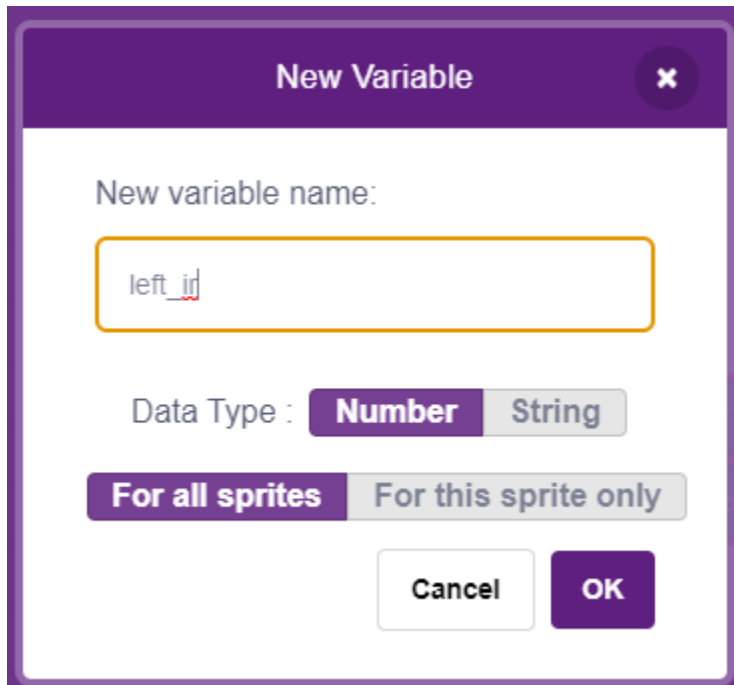 New Variable
New variable name:
left_ir
Data Type : Number String
For all sprites For this sprite only
Cancel OK